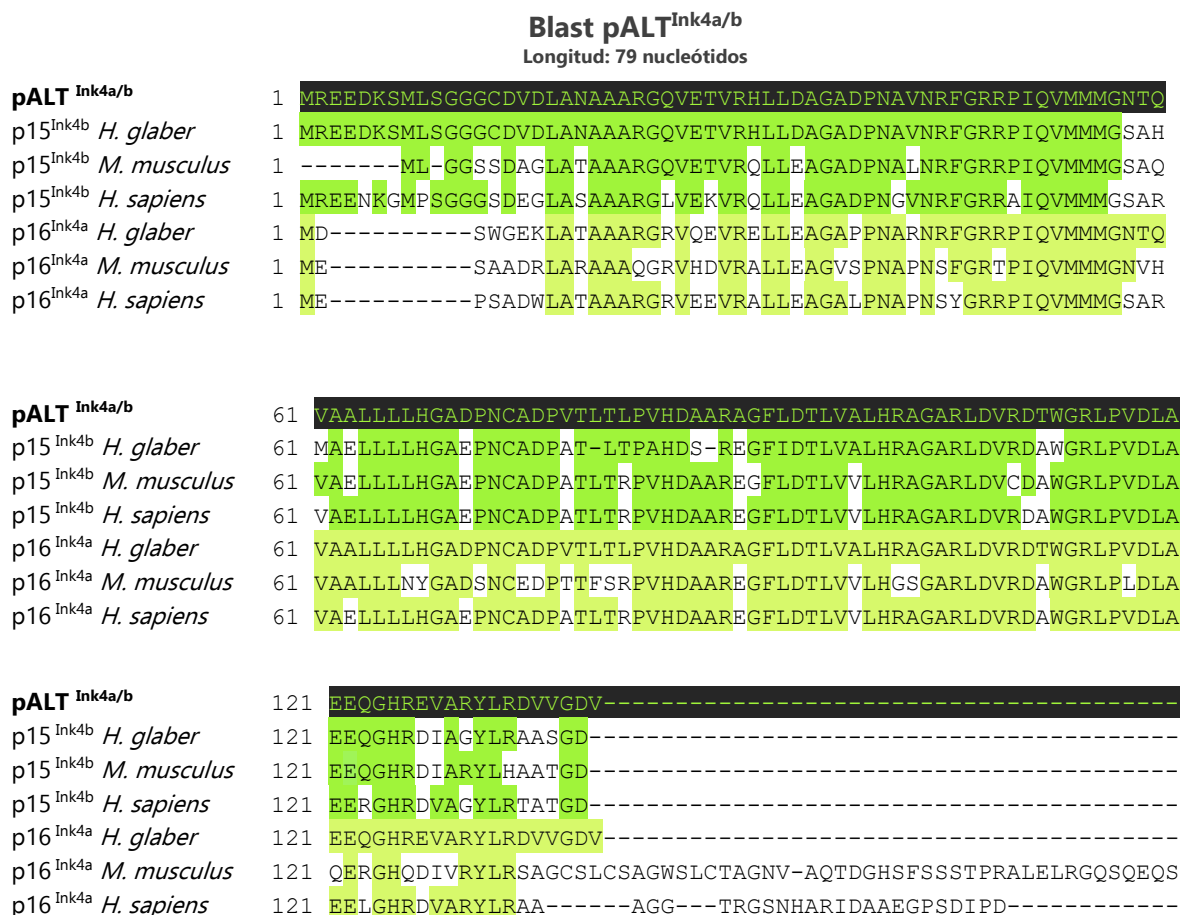 Blast pALT^Ink4a/b
Longitud: 79 nucleótidos
pALT Ink4a/b 1 MREEDKSMLSGGGCDVDLANAAARGQVETVRHLLDAGADPNAVNRFGRRPIQVMMMGNTQ
p15Ink4b H. glaber 1 MREEDKSMLSGGGCDVDLANAAARGQVETVRHLLDAGADPNAVNRFGRRPIQVMMMGSAH
p15Ink4b M. musculus 1 -------ML-GGSSDAGLATAAARGQVETVRQLLEAGADPNALNRFGRRPIQVMMMGSAQ
p15Ink4b H. sapiens 1 MREENKGMPSGGGSDEGLASAAARGLVEKVRQLLEAGADPNGVNRFGRRAIQVMMMGSAR
p16Ink4a H. glaber 1 MD----------SWGEKLATAAARGRVQEVRELLEAGAPPNARNRFGRRPIQVMMMGNTQ
p16Ink4a M. musculus 1 ME----------SAADRLARAAAQGRVHDVRALLEAGVSPNAPNSFGRTPIQVMMMGNVH
p16Ink4a H. sapiens 1 ME----------PSADWLATAAARGRVEEVRALLEAGALPNAPNSYGRRPIQVMMMGSAR
pALT Ink4a/b 61 VAALLLLHGADPNCADPVTLTLPVHDAARAGFLDTLVALHRAGARLDVRDTWGRLPVDLA
p15 Ink4b H. glaber 61 MAELLLLHGAEPNCADPAT-LTPAHDS-REGFIDTLVALHRAGARLDVRDAWGRLPVDLA
p15 Ink4b M. musculus 61 VAELLLLHGAEPNCADPATLTRPVHDAAREGFLDTLVVLHRAGARLDVCDAWGRLPVDLA
p15 Ink4b H. sapiens 61 VAELLLLHGAEPNCADPATLTRPVHDAAREGFLDTLVVLHRAGARLDVRDAWGRLPVDLA
p16 Ink4a H. glaber 61 VAALLLLHGADPNCADPVTLTLPVHDAARAGFLDTLVALHRAGARLDVRDTWGRLPVDLA
p16 Ink4a M. musculus 61 VAALLLNYGADSNCEDPTTFSRPVHDAAREGFLDTLVVLHGSGARLDVRDAWGRLPLDLA
p16 Ink4a H. sapiens 61 VAELLLLHGAEPNCADPATLTRPVHDAAREGFLDTLVVLHRAGARLDVRDAWGRLPVDLA
pALT Ink4a/b 121 EEQGHREVARYLRDVVGDV----------------------------------------
p15 Ink4b H. glaber 121 EEQGHRDIAGYLRAASGD-----------------------------------------
p15 Ink4b M. musculus 121 EEQGHRDIARYLHAATGD-----------------------------------------
p15 Ink4b H. sapiens 121 EERGHRDVAGYLRTATGD-----------------------------------------
p16 Ink4a H. glaber 121 EEQGHREVARYLRDVVGDV----------------------------------------
p16 Ink4a M. musculus 121 QERGHQDIVRYLRSAGCSLCSAGWSLCTAGNV-AQTDGHSFSSSTPRALELRGQSQEQS
p16 Ink4a H. sapiens 121 EELGHRDVARYLRAA------AGG---TRGSNHARIDAAEGPSDIPD------------